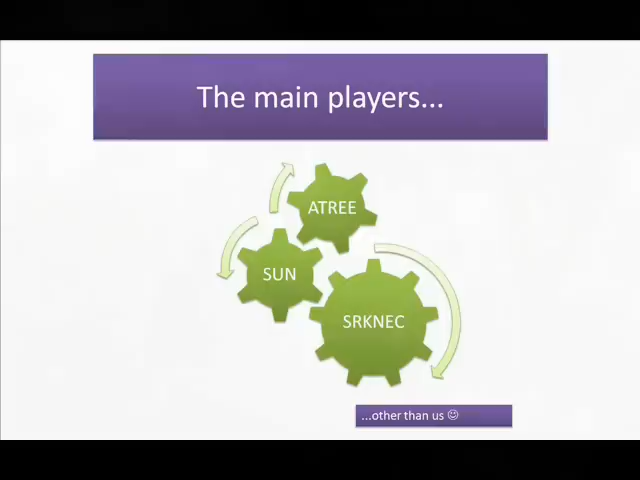 The main players...
ATREE
SUN
SRKNEC
...other than us ☺